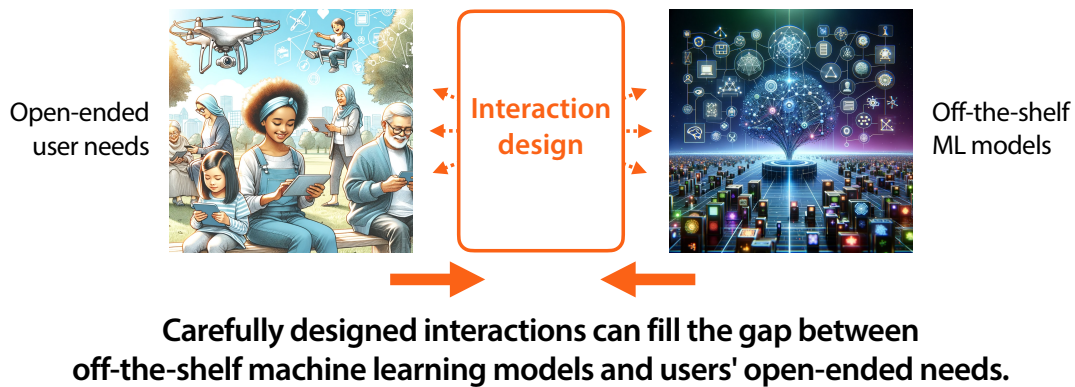 Open-ended
user needs
Interaction
design
Off-the-shelf
ML models
Carefully designed interactions can fill the gap between
off-the-shelf machine learning models and users' open-ended needs.